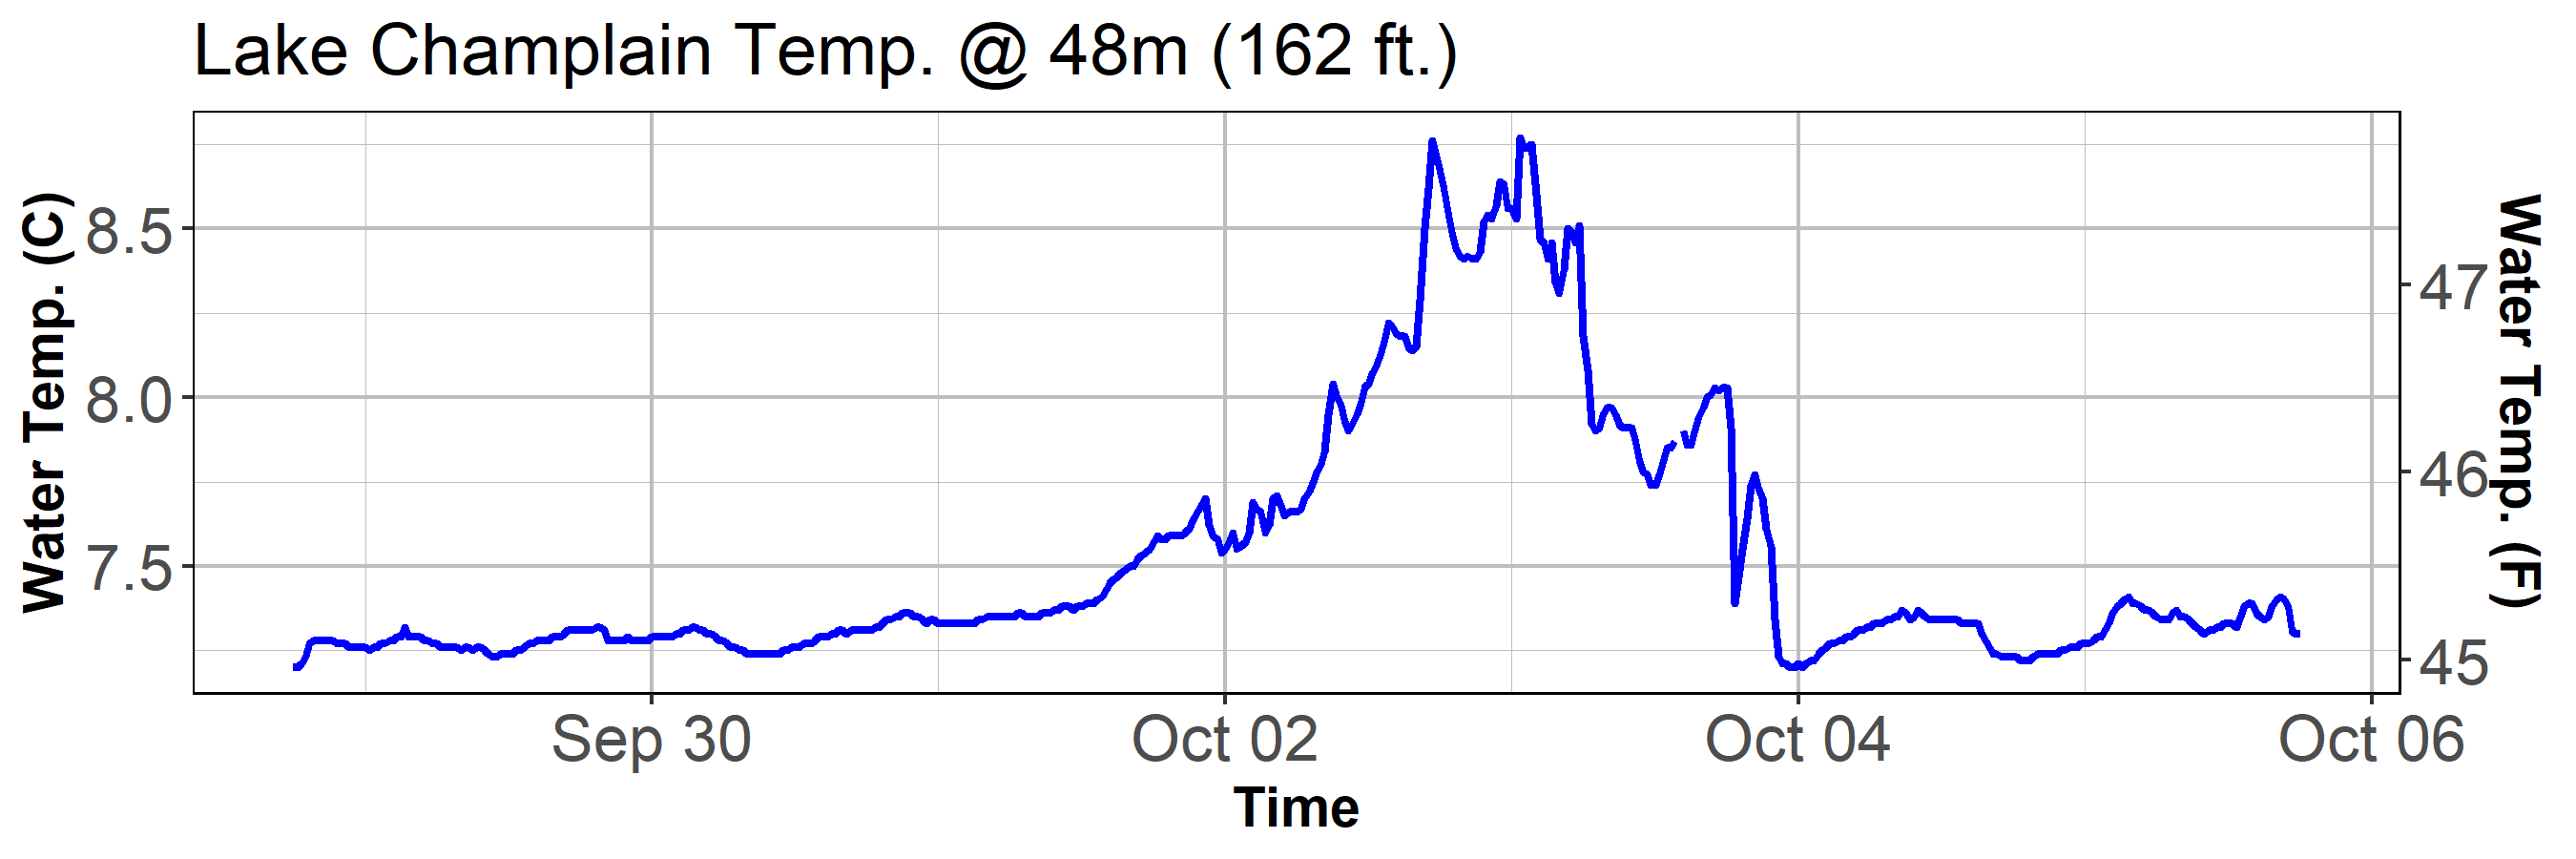 Lake Champlain Temp. @ 48m (162 ft.)
Water Temp. (C)
8.5
8.0
7.5
47
46
45
Water Temp. (F)
Sep 30
Oct 02
Oct 04
Oct 06
Time